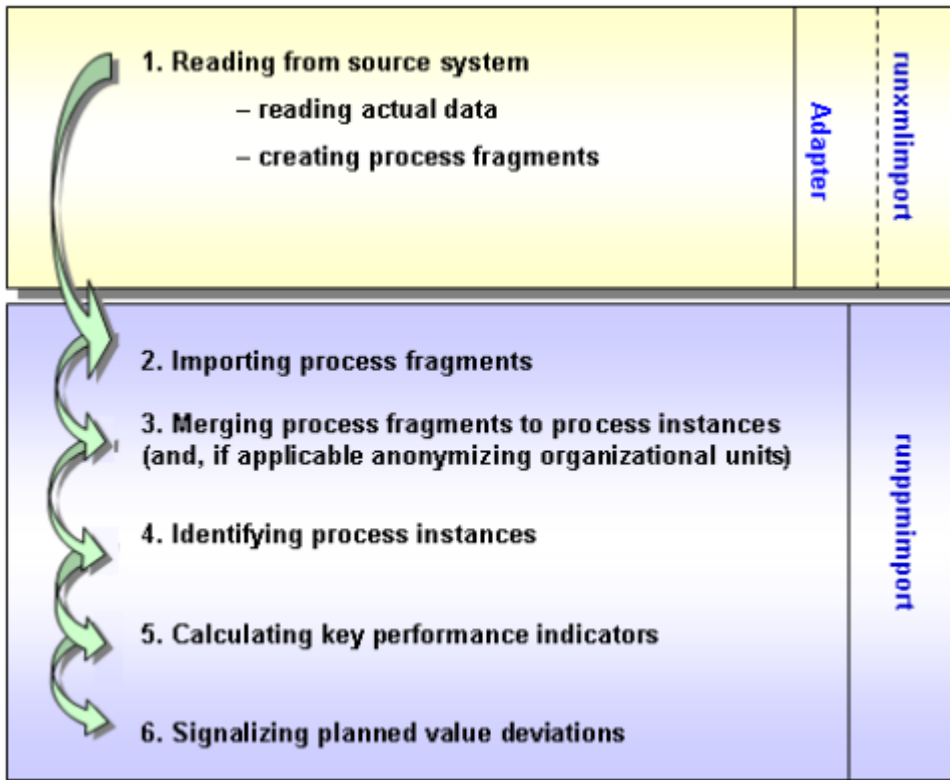 1. Reading from source system
– reading actual data
– creating process fragments
Adapter
runxmlimport
2. Importing process fragments
3. Merging process fragments to process instances
(and, if applicable anonymizing organizational units)
4. Identifying process instances
5. Calculating key performance indicators
6. Signalizing planned value deviations
runppmimport